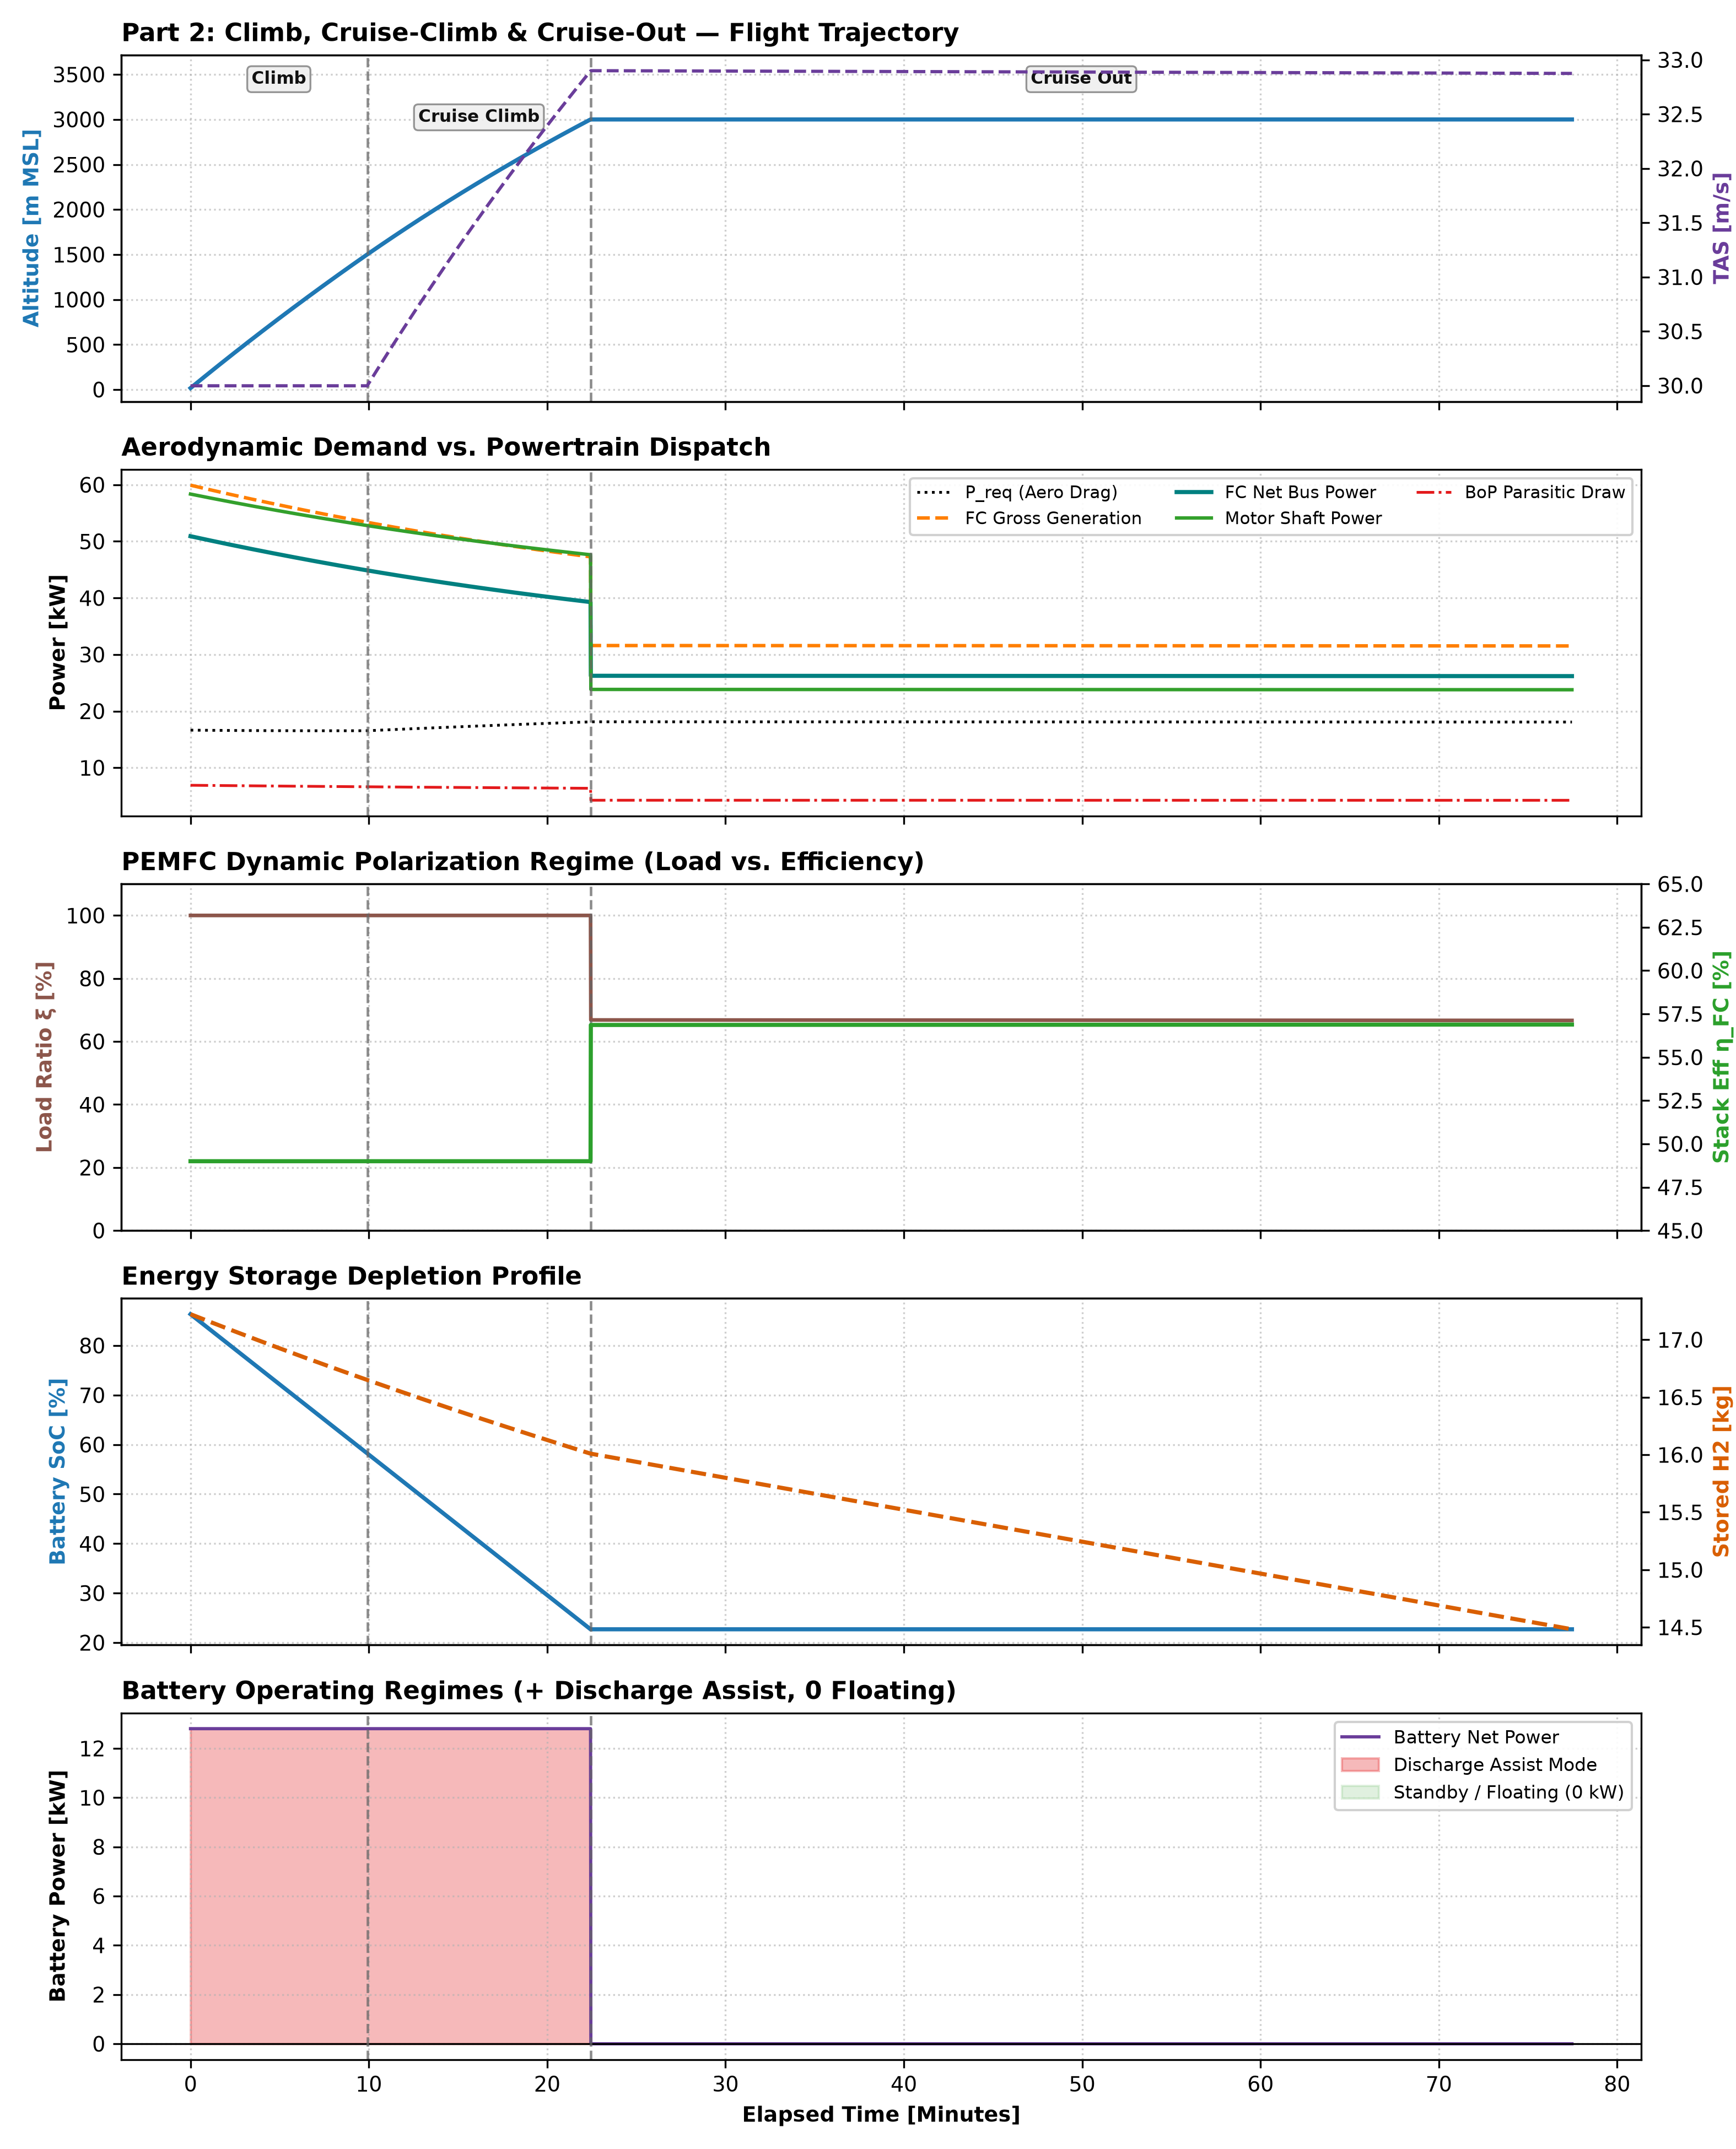 Part 2: Climb, Cruise-Climb & Cruise-Out — Flight Trajectory
Climb
Cruise Climb
Cruise Out
Altitude [m MSL]
3500
3000
2500
2000
1500
1000
500
0
TAS [m/s]
33.0
32.5
32.0
31.5
31.0
30.5
30.0
Aerodynamic Demand vs. Powertrain Dispatch
Power [kW]
60
50
40
30
20
10
P_req (Aero Drag)
FC Gross Generation
FC Net Bus Power
Motor Shaft Power
BoP Parasitic Draw
PEMFC Dynamic Polarization Regime (Load vs. Efficiency)
Load Ratio ξ [%]
100
80
60
40
20
0
Stack Eff η_FC [%]
65.0
62.5
60.0
57.5
55.0
52.5
50.0
47.5
45.0
Energy Storage Depletion Profile
Battery SoC [%]
80
70
60
50
40
30
20
Stored H2 [kg]
17.0
16.5
16.0
15.5
15.0
14.5
Battery Operating Regimes (+ Discharge Assist, 0 Floating)
Battery Power [kW]
12
10
8
6
4
2
0
Battery Net Power
Discharge Assist Mode
Standby / Floating (0 kW)
0 10 20 30 40 50 60 70 80
Elapsed Time [Minutes]